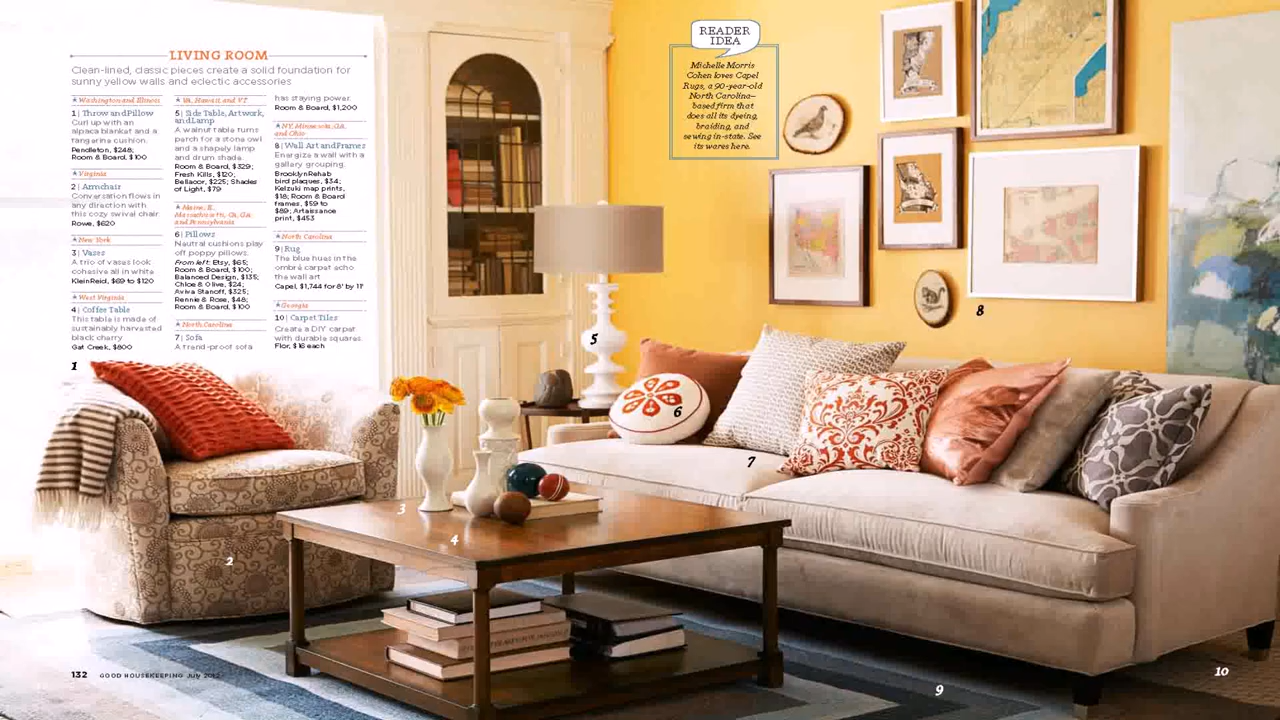 LIVING ROOM
Clean-lined, classic pieces create a solid foundation for
sunny yellow walls and eclectic accessories
Washington and Illinois
1 | Throw and Pillow
Curl up with an
alpaca blanket and a
tangerine cushion.
Pendleton, $248;
Room & Board, $100
Virginia
2 | Armchair
Conversation flows in
any direction with
this cozy swivel chair
Rowe, $620
New York
3 | Vases
A trio of vases look
cohesive all in white
KleinReid, $69 to $120
West Virginia
4 | Coffee Table
This table is made of
sustainably harvested
black cherry
Gat Creek, $800
VA, Hawaii, and VT
5 | Side Table, Artwork,
and Lamp
A walnut table turns
perch for a stone owl
and a shapely lamp
and drum shade.
Room & Board, $329;
Fresh Kills, $120;
Bellacor, $225; Shades
of Light, $79
Massachusetts, CA, GA
and Pennsylvania
6 | Pillows
Neutral cushions play
off poppy pillows.
From left: Etsy, $65;
Room & Board, $100;
Balanced Design, $135;
Chloe & Olive, $24;
Aviva Stanoff, $325;
Rennie & Rose, $48;
Room & Board, $100
North Carolina
7 | Sofa
A trend-proof sofa
has staying power.
Room & Board, $1,200
NY, Minnesota, GA,
and Ohio
8 | Wall Art and Frames
Energize a wall with a
gallery grouping.
BrooklynRehab
bird plaques, $34;
Kelzuki map prints,
$18; Room & Board
frames, $59 to
$89; Artaissance
print, $453
North Carolina
9 | Rug
The blue hues in the
ombré carpet echo
the wall art
Capel, $1,744 for 8' by 11'
Georgia
10 | Carpet Tiles
Create a DIY carpet
with durable squares.
Flor, $16 each
READER
IDEA
Michelle Morris
Cohen loves Capel
Rugs, a 90-year-old
North Carolina–
based firm that
does all its dyeing,
braiding, and
sewing in-state. See
its wares here.
1
2
3
4
5
6
7
8
9
10
132 GOOD HOUSEKEEPING July